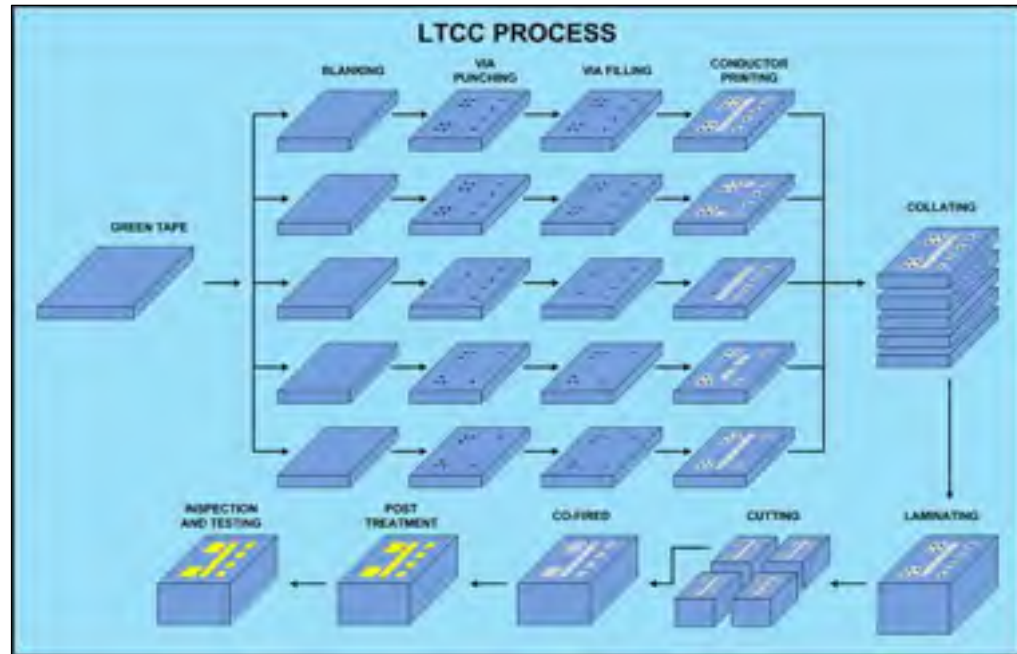 LTCC PROCESS
BLANKING
VIA
PUNCHING
VIA FILLING
CONDUCTOR
PRINTING
GREEN TAPE
COLLATING
INSPECTION
AND TESTING
POST
TREATMENT
CO-FIRED
CUTTING
LAMINATING